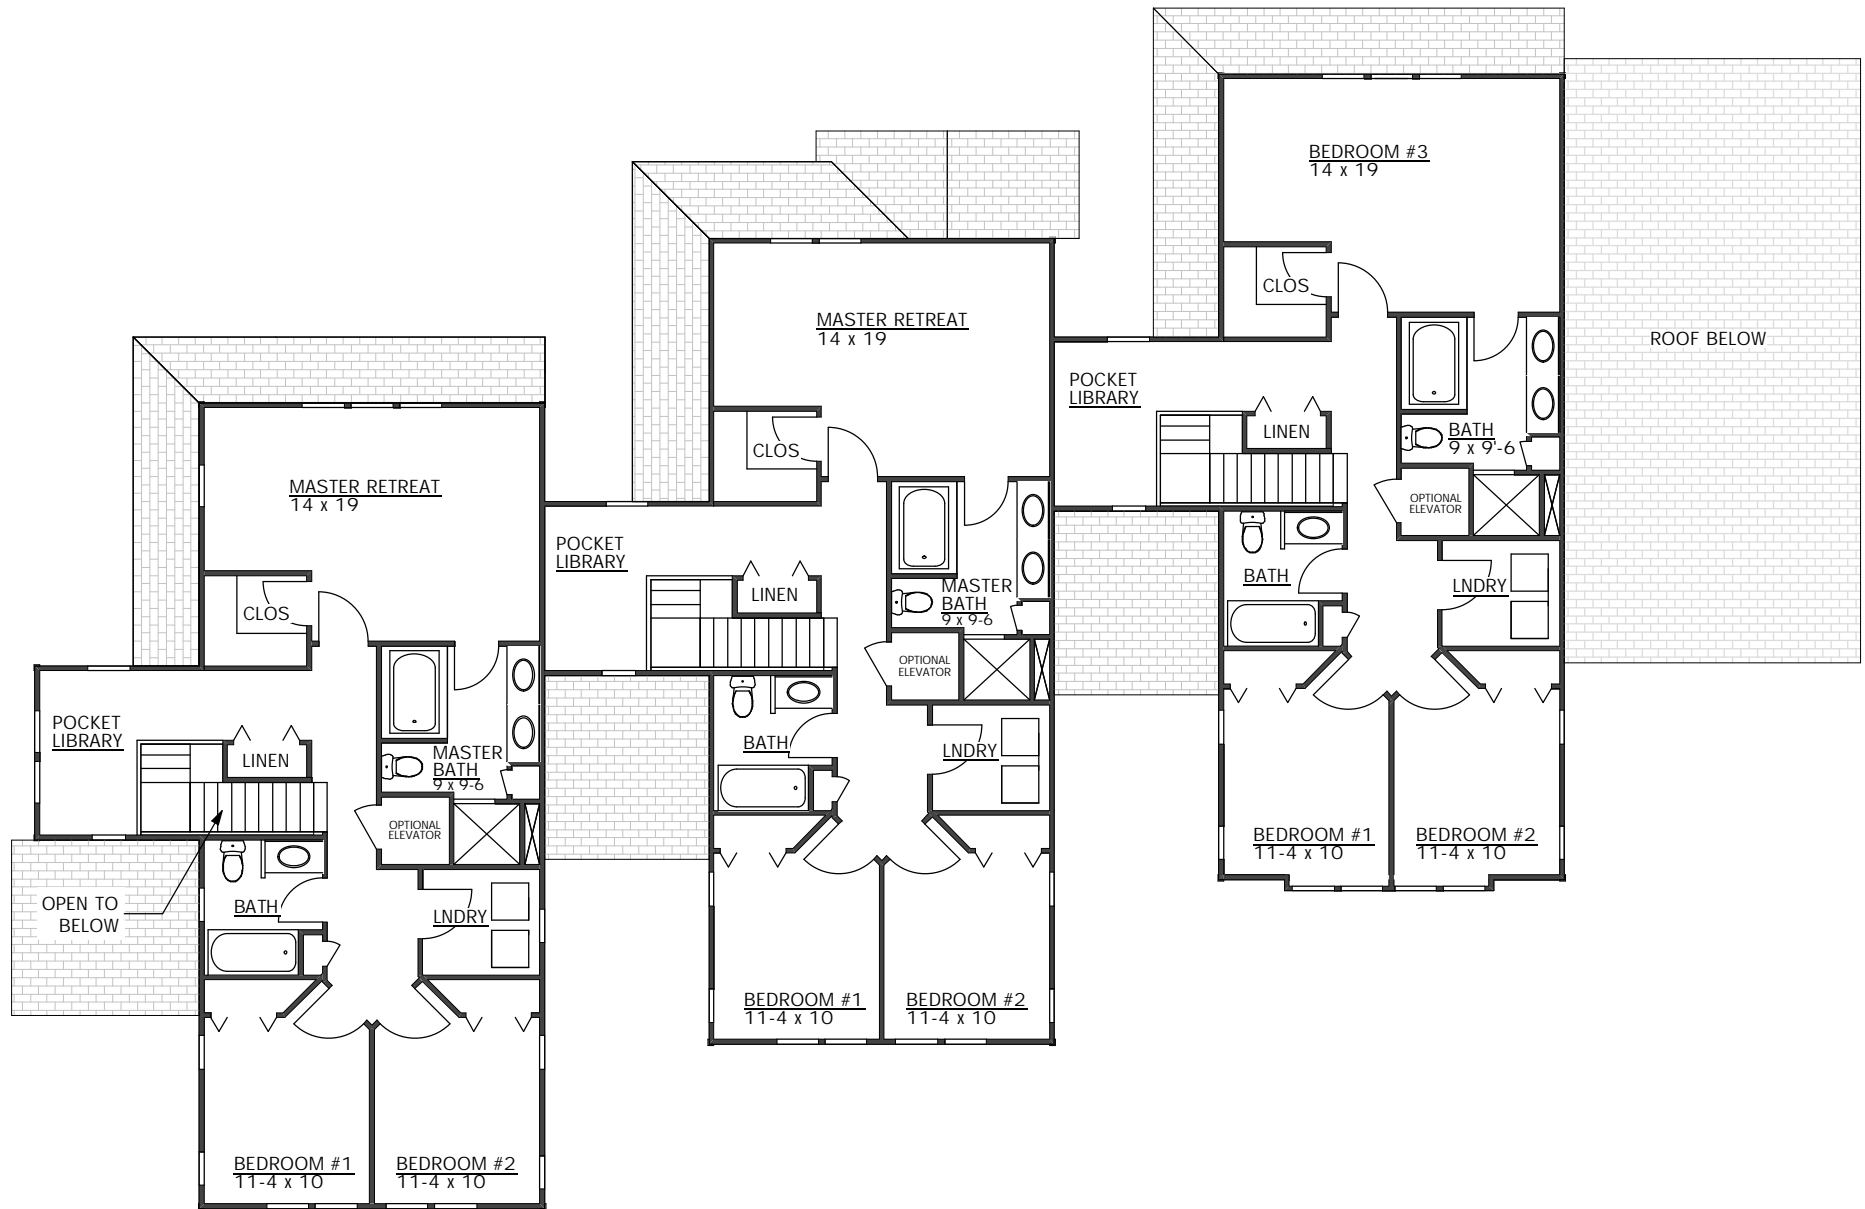 BEDROOM #3
14 x 19
CLOS
POCKET
LIBRARY
LINEN
BATH
9 x 9'-6
OPTIONAL
ELEVATOR
BATH
LNDRY
BEDROOM #1
11-4 x 10
BEDROOM #2
11-4 x 10
ROOF BELOW
MASTER RETREAT
14 x 19
CLOS
POCKET
LIBRARY
LINEN
MASTER
BATH
9 x 9-6
OPTIONAL
ELEVATOR
BATH
LNDRY
BEDROOM #1
11-4 x 10
BEDROOM #2
11-4 x 10
MASTER RETREAT
14 x 19
CLOS
POCKET
LIBRARY
LINEN
MASTER
BATH
9 x 9-6
OPTIONAL
ELEVATOR
OPEN TO
BELOW
BATH
LNDRY
BEDROOM #1
11-4 x 10
BEDROOM #2
11-4 x 10